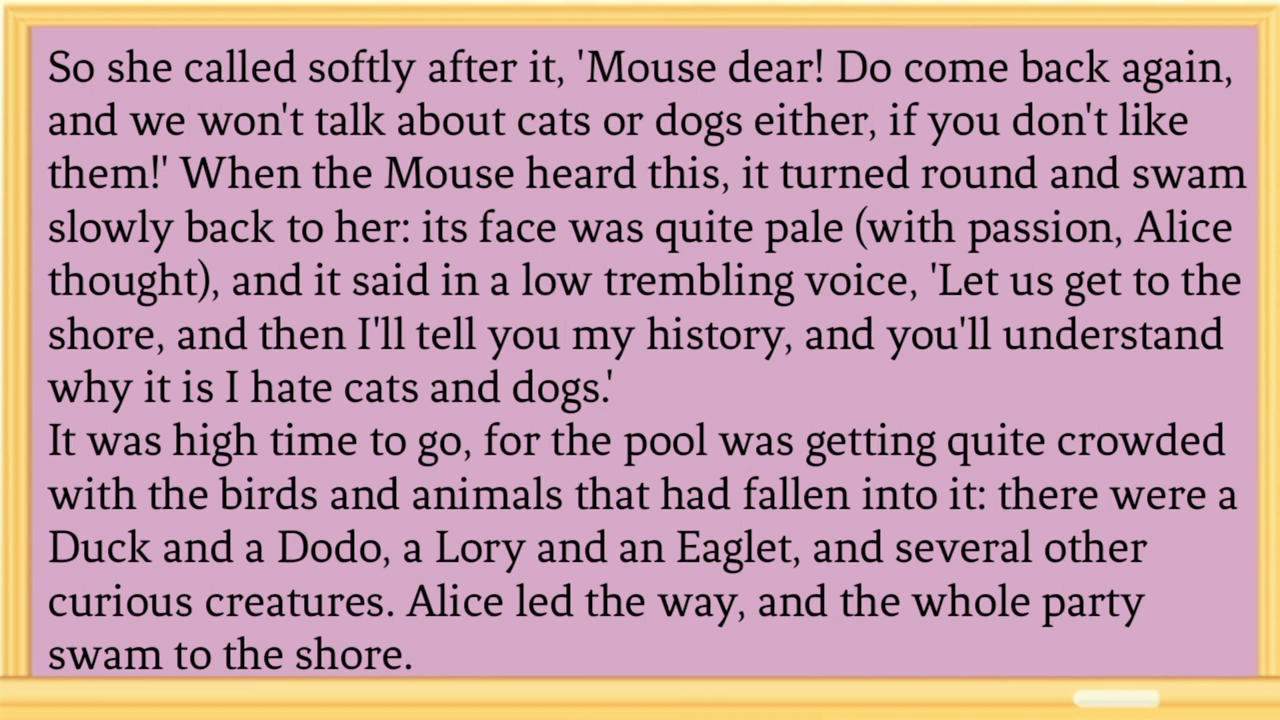 So she called softly after it, 'Mouse dear! Do come back again,
and we won't talk about cats or dogs either, if you don't like
them!' When the Mouse heard this, it turned round and swam
slowly back to her: its face was quite pale (with passion, Alice
thought), and it said in a low trembling voice, 'Let us get to the
shore, and then I'll tell you my history, and you'll understand
why it is I hate cats and dogs.'
It was high time to go, for the pool was getting quite crowded
with the birds and animals that had fallen into it: there were a
Duck and a Dodo, a Lory and an Eaglet, and several other
curious creatures. Alice led the way, and the whole party
swam to the shore.